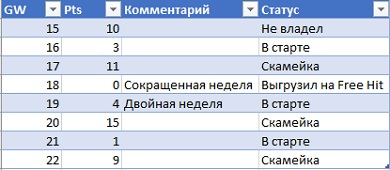 GW Pts Комментарий Статус
15 10 Не владел
16 3 В старте
17 11 Скамейка
18 0 Сокращенная неделя Выгрузил на Free Hit
19 4 Двойная неделя В старте
20 15 Скамейка
21 1 В старте
22 9 Скамейка